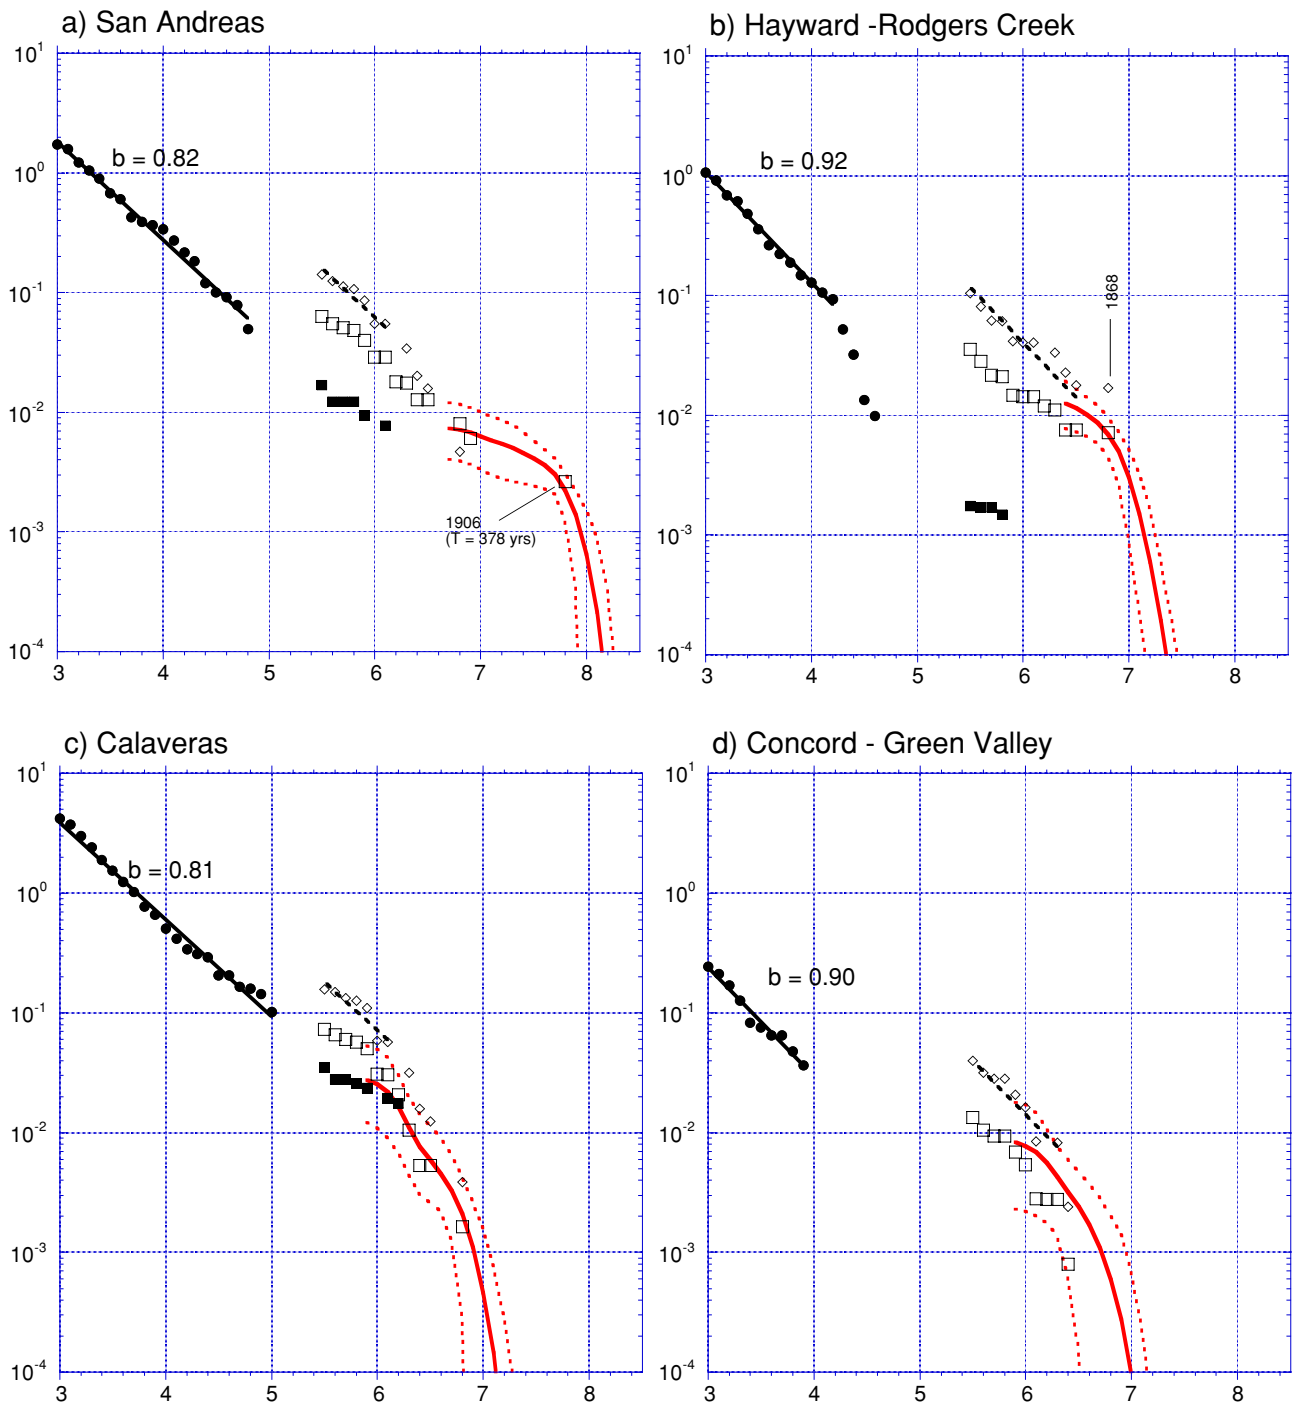 a) San Andreas
10^1
10^0
10^-1
10^-2
10^-3
10^-4
b = 0.82
1906
(T = 378 yrs)
3 4 5 6 7 8
b) Hayward -Rodgers Creek
10^1
10^0
10^-1
10^-2
10^-3
10^-4
b = 0.92
1868
3 4 5 6 7 8
c) Calaveras
10^1
10^0
10^-1
10^-2
10^-3
10^-4
b = 0.81
3 4 5 6 7 8
d) Concord - Green Valley
10^1
10^0
10^-1
10^-2
10^-3
10^-4
b = 0.90
3 4 5 6 7 8